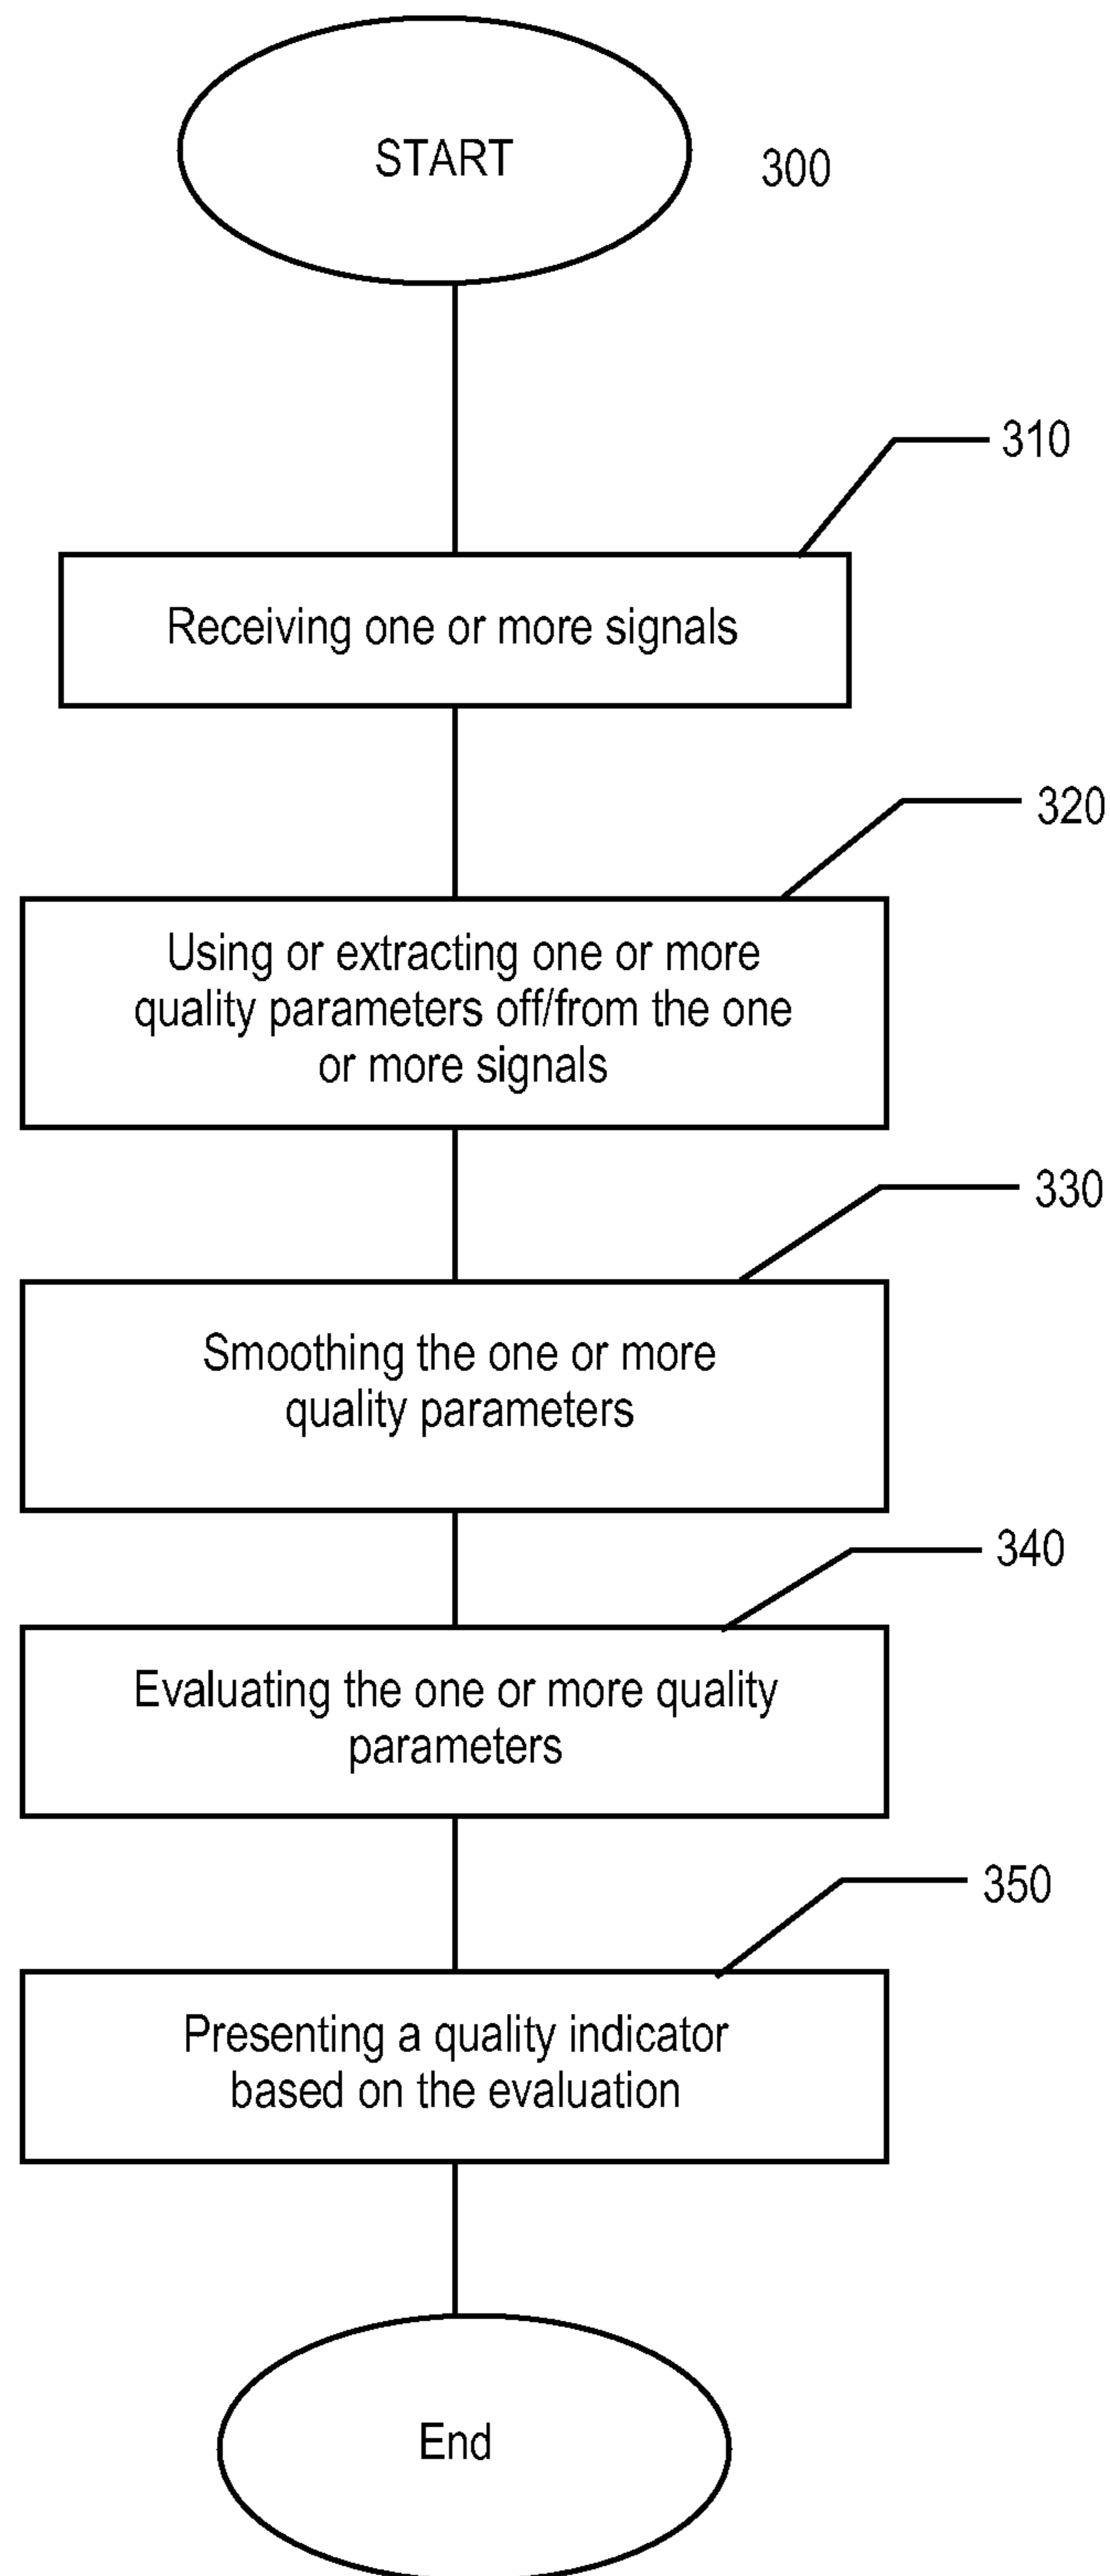 START
300
310
Receiving one or more signals
320
Using or extracting one or more
quality parameters off/from the one
or more signals
330
Smoothing the one or more
quality parameters
340
Evaluating the one or more quality
parameters
350
Presenting a quality indicator
based on the evaluation
End